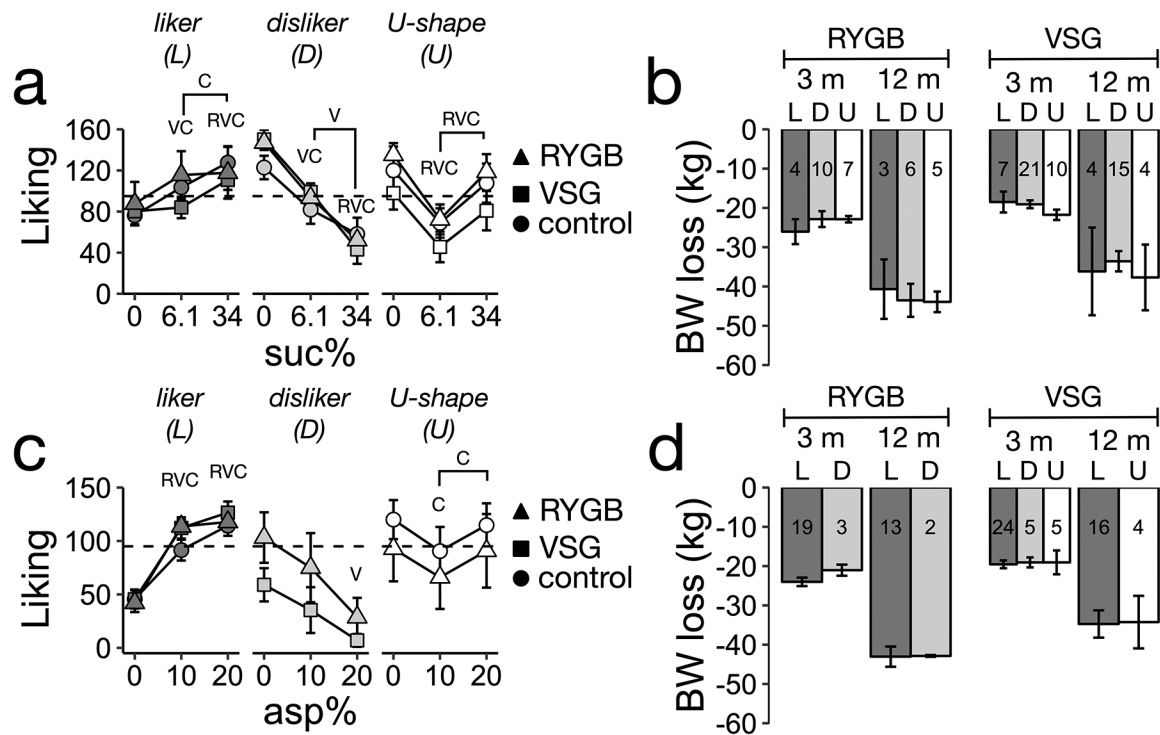 a
liker
(L)
disliker
(D)
U-shape
(U)
C
VC
RVC
V
VC
RVC
RVC
RVC
160
120
80
40
0
Liking
0 6.1 34
0 6.1 34
0 6.1 34
suc%
RYGB
VSG
control
b
RYGB
VSG
3 m 12 m
3 m 12 m
L D U L D U
L D U L D U
0
-10
-20
-30
-40
-50
-60
BW loss (kg)
4 10 7 3 6 5
7 21 10 4 15 4
c
liker
(L)
disliker
(D)
U-shape
(U)
RVC
RVC
V
C
C
150
100
50
0
Liking
0 10 20
0 10 20
0 10 20
asp%
RYGB
VSG
control
d
RYGB
VSG
3 m 12 m
3 m 12 m
L D L D
L D U L U
0
-10
-20
-30
-40
-50
-60
BW loss (kg)
19 3 13 2
24 5 5 16 4